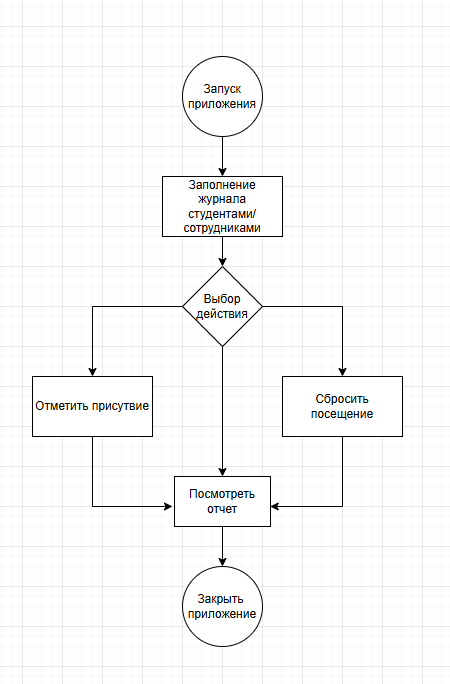 Запуск
приложения
Заполнение
журнала
студентами/
сотрудниками
Выбор
действия
Отметить присутвие
Сбросить
посещение
Посмотреть
отчет
Закрыть
приложение